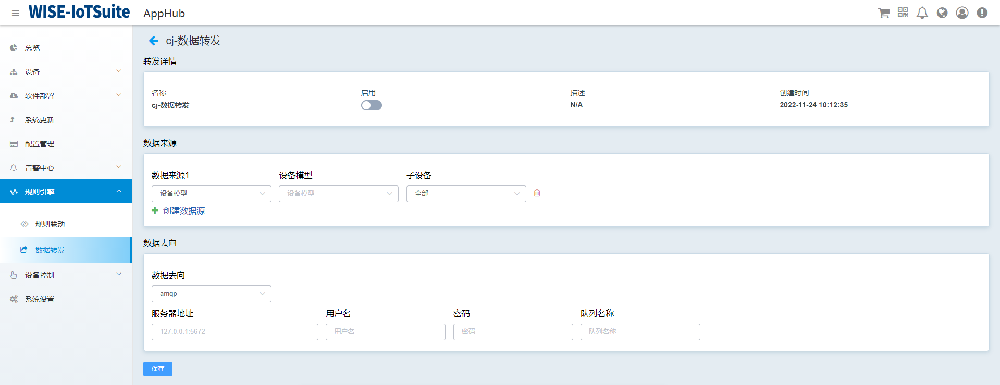 WISE-IoTSuite AppHub
总览
设备
软件部署
系统更新
配置管理
告警中心
规则引擎
规则联动
数据转发
设备控制
系统设置
cj-数据转发
转发详情
名称 启用 描述 创建时间
cj-数据转发 N/A 2022-11-24 10:12:35
数据来源
数据来源1 设备模型 子设备
设备模型 设备模型 全部
创建数据源
数据去向
数据去向
amqp
服务器地址 用户名 密码 队列名称
127.0.0.1:5672 用户名 密码 队列名称
保存